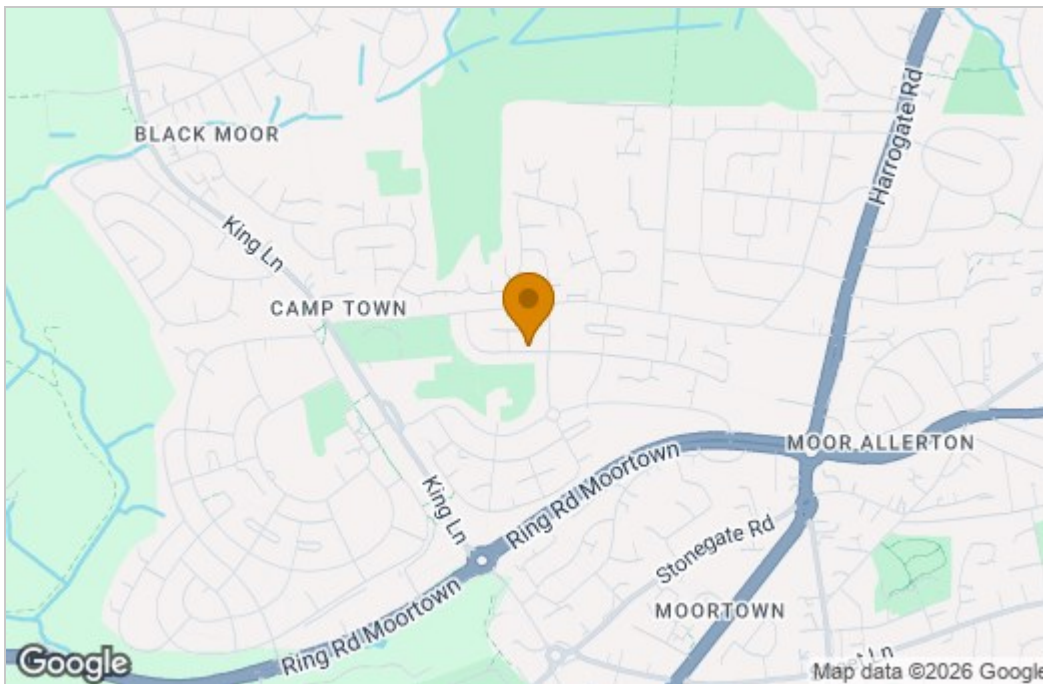 Harrogate Rd
BLACK MOOR
King Ln
CAMP TOWN
MOOR ALLERTON
Ring Rd Moortown
King Ln
Stonegate Rd
MOORTOWN
Ring Rd Moortown
Ln
Google
Map data ©2026 Google